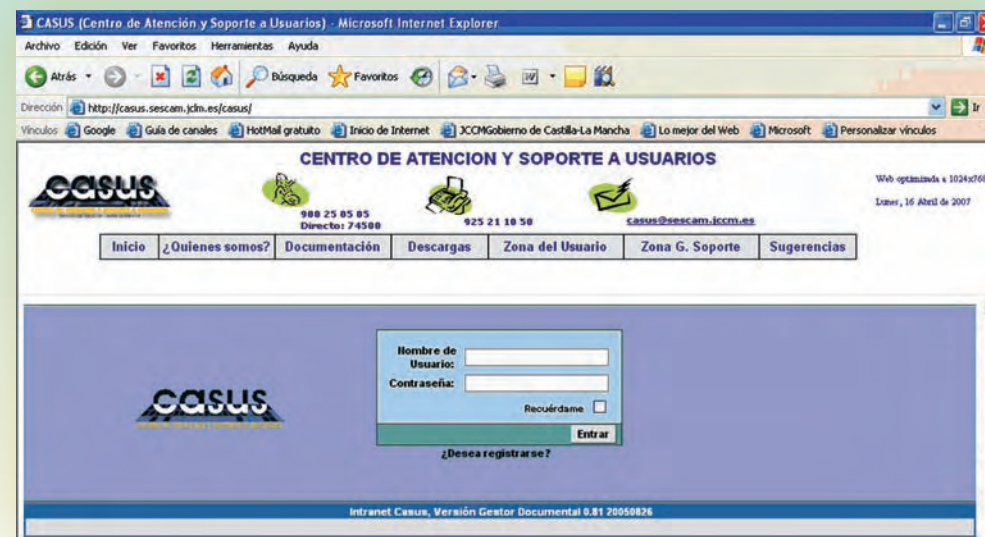 CASUS (Centro de Atención y Soporte a Usuarios) - Microsoft Internet Explorer
Archivo Edición Ver Favoritos Herramientas Ayuda
Atrás Búsqueda Favoritos
Dirección http://casus.sescam.jclm.es/casus/ Ir
Vínculos Google Guía de canales HotMail gratuito Inicio de Internet JCCMGobierno de Castilla-La Mancha Lo mejor del Web Microsoft Personalizar vínculos
CENTRO DE ATENCION Y SOPORTE A USUARIOS
casus
Web optimizada a 1024x768
Lunes, 16 Abril de 2007
900 25 05 05
Directo: 74500
925 21 10 50
casus@sescam.jccm.es
Inicio ¿Quienes somos? Documentación Descargas Zona del Usuario Zona G. Soporte Sugerencias
Nombre de
Usuario:
Contraseña:
casus
Recuérdame
Entrar
¿Desea registrarse?
Intranet Casus, Versión Gestor Documental 0.81 20050826